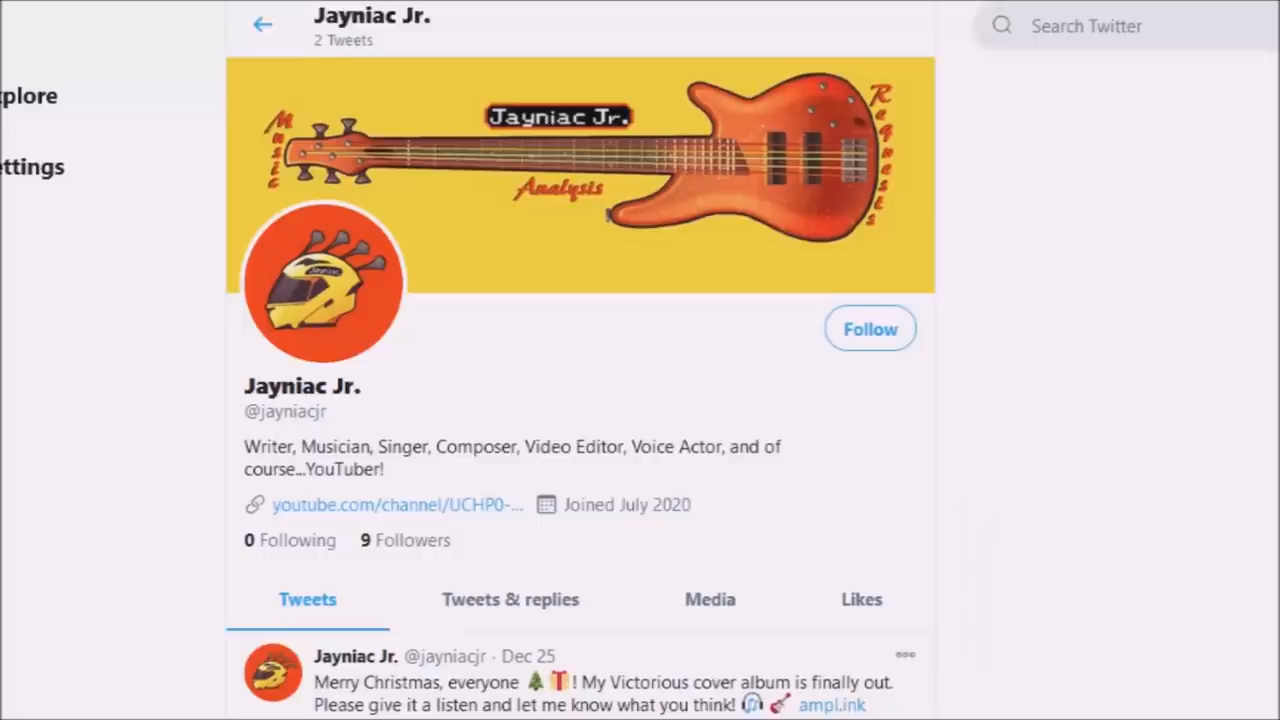 Jayniac Jr.
2 Tweets
Search Twitter
xplore
ettings
Music
Jayniac Jr.
Analysis
Requests
Jayniac
Follow
Jayniac Jr.
@jayniacjr
Writer, Musician, Singer, Composer, Video Editor, Voice Actor, and of
course...YouTuber!
youtube.com/channel/UCHP0-... Joined July 2020
0 Following 9 Followers
Tweets Tweets & replies Media Likes
Jayniac Jr. @jayniacjr · Dec 25
Merry Christmas, everyone 🎄🎁! My Victorious cover album is finally out.
Please give it a listen and let me know what you think! 🎧 🎸 ampl.ink